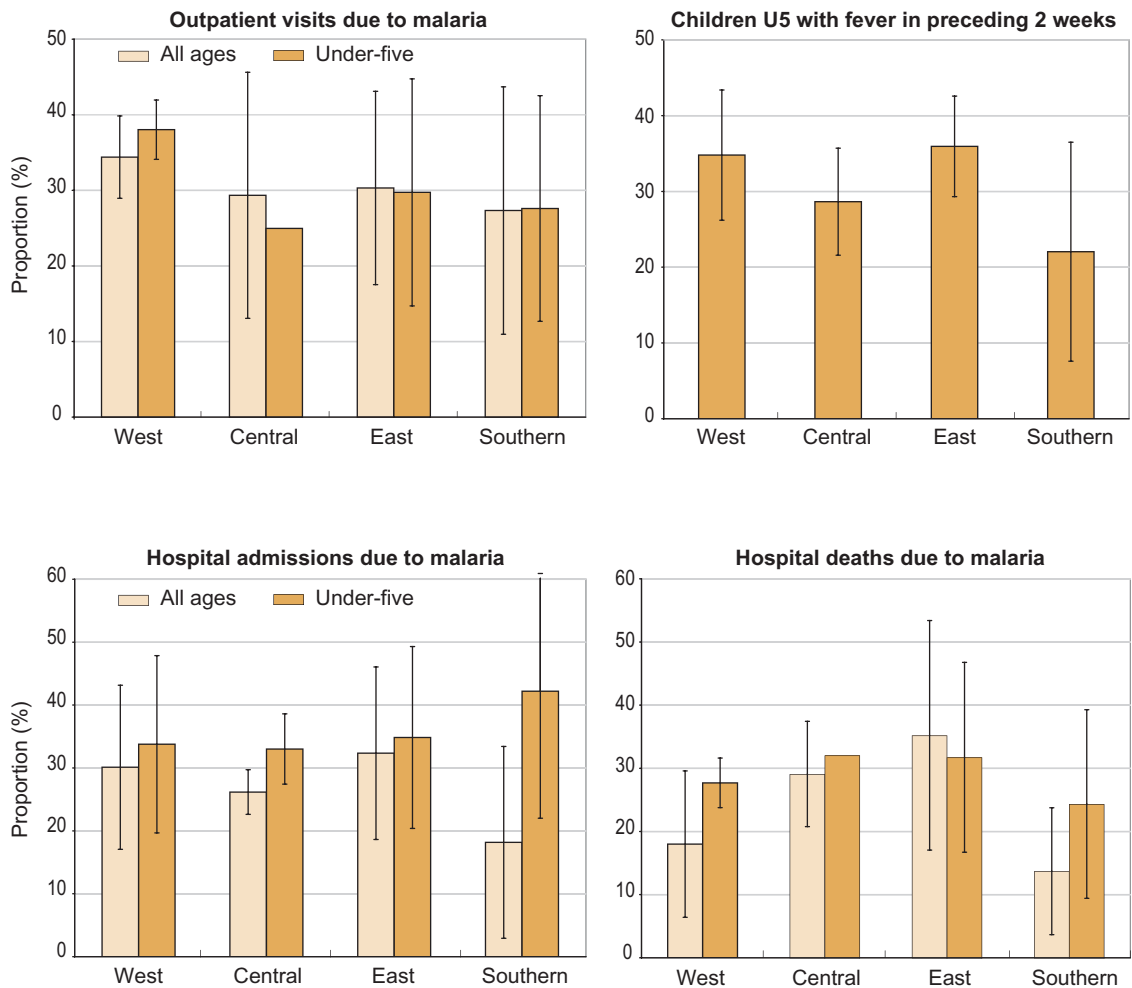 Outpatient visits due to malaria
All ages Under-five
Proportion (%)
50
40
30
20
10
0
West Central East Southern
Children U5 with fever in preceding 2 weeks
50
40
30
20
10
0
West Central East Southern
Hospital admissions due to malaria
All ages Under-five
Proportion (%)
60
50
40
30
20
10
0
West Central East Southern
Hospital deaths due to malaria
60
50
40
30
20
10
0
West Central East Southern